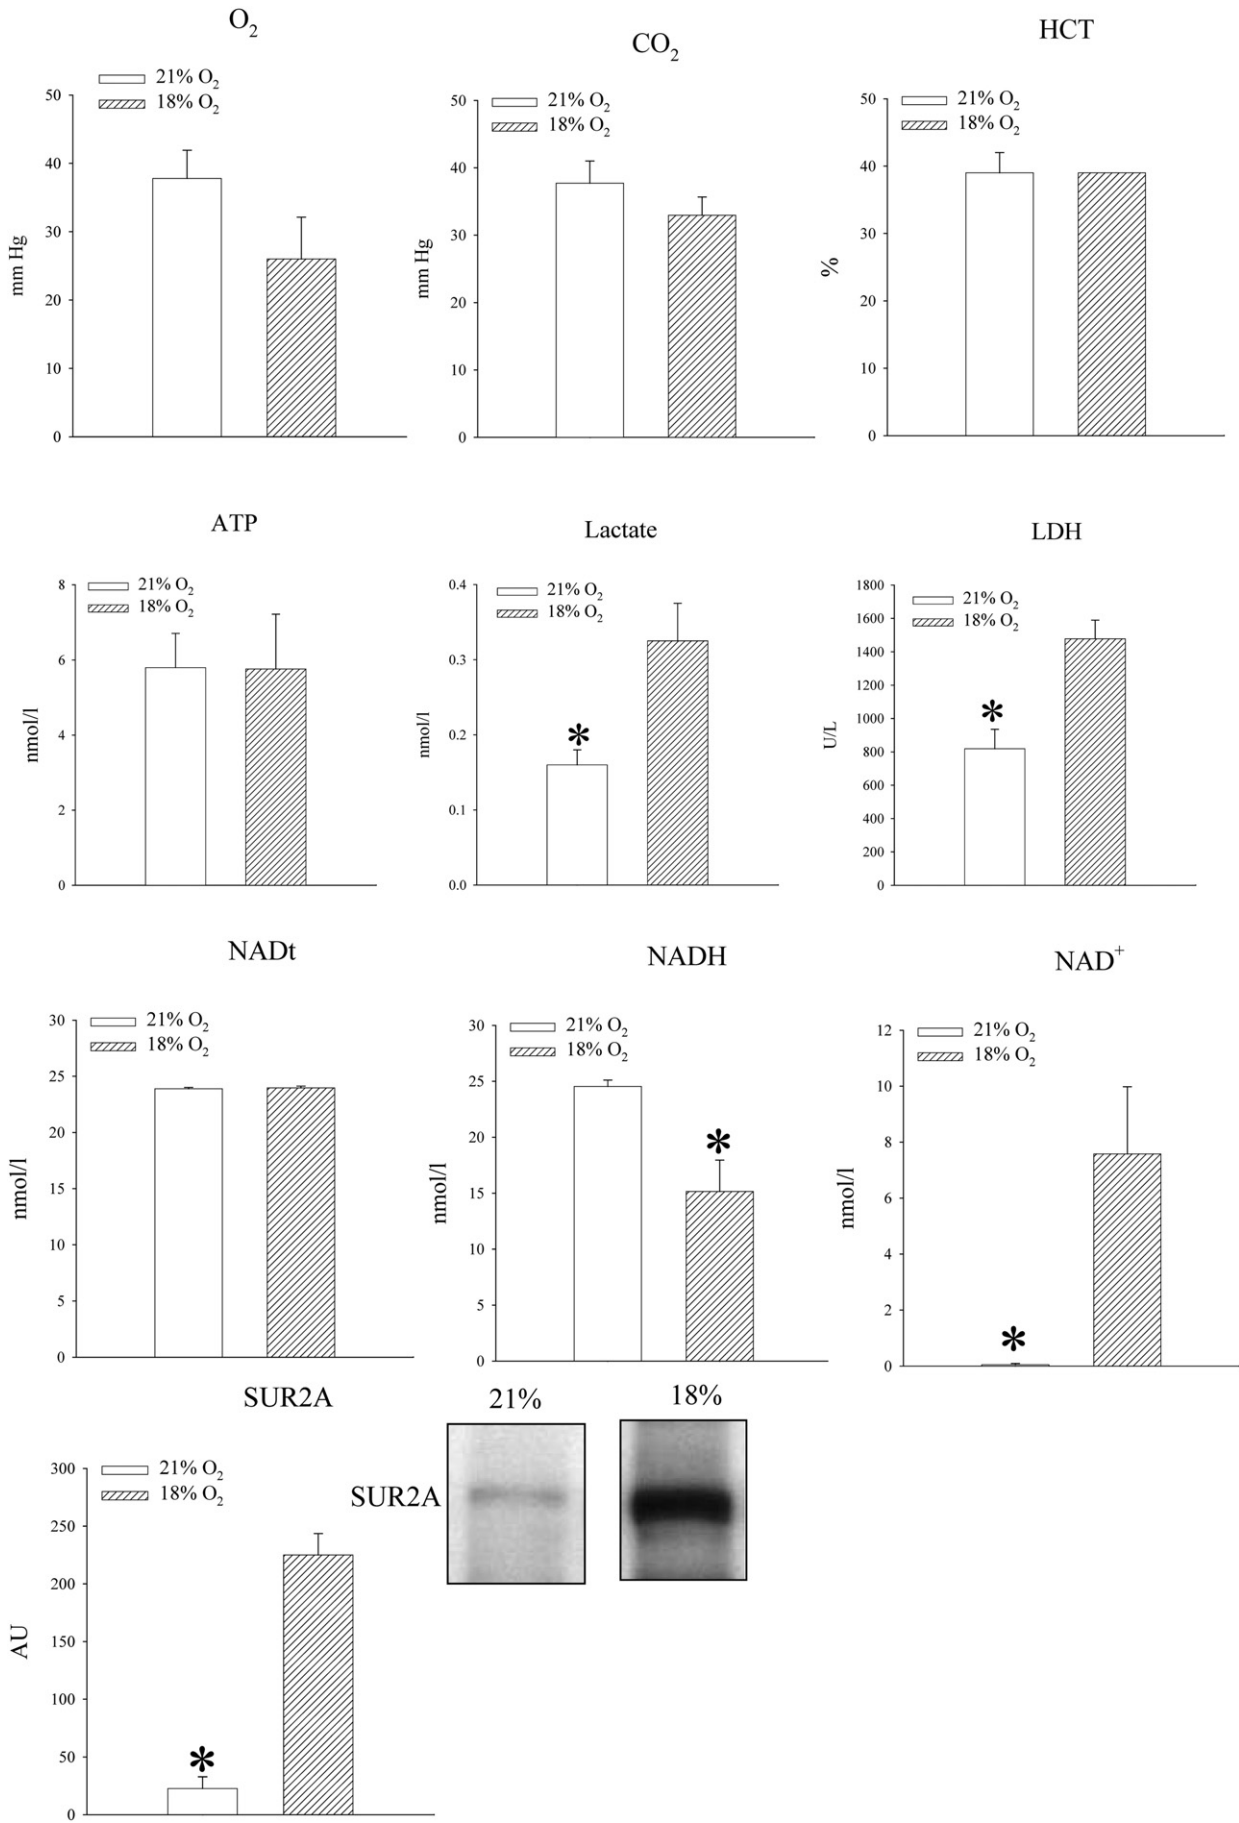 O2
21% O2
18% O2
50
40
30
20
10
0
mm Hg
CO2
21% O2
18% O2
50
40
30
20
10
0
mm Hg
HCT
21% O2
18% O2
50
40
30
20
10
0
%
ATP
21% O2
18% O2
8
6
4
2
0
nmol/l
Lactate
21% O2
18% O2
0.4
0.3
0.2
0.1
0.0
nmol/l
*
LDH
21% O2
18% O2
1800
1600
1400
1200
1000
800
600
400
200
0
U/L
*
NADt
21% O2
18% O2
30
25
20
15
10
5
0
nmol/l
NADH
21% O2
18% O2
30
25
20
15
10
5
0
nmol/l
*
NAD+
21% O2
18% O2
12
10
8
6
4
2
0
nmol/l
*
SUR2A
21% O2
18% O2
300
250
200
150
100
50
0
AU
*
21%
18%
SUR2A